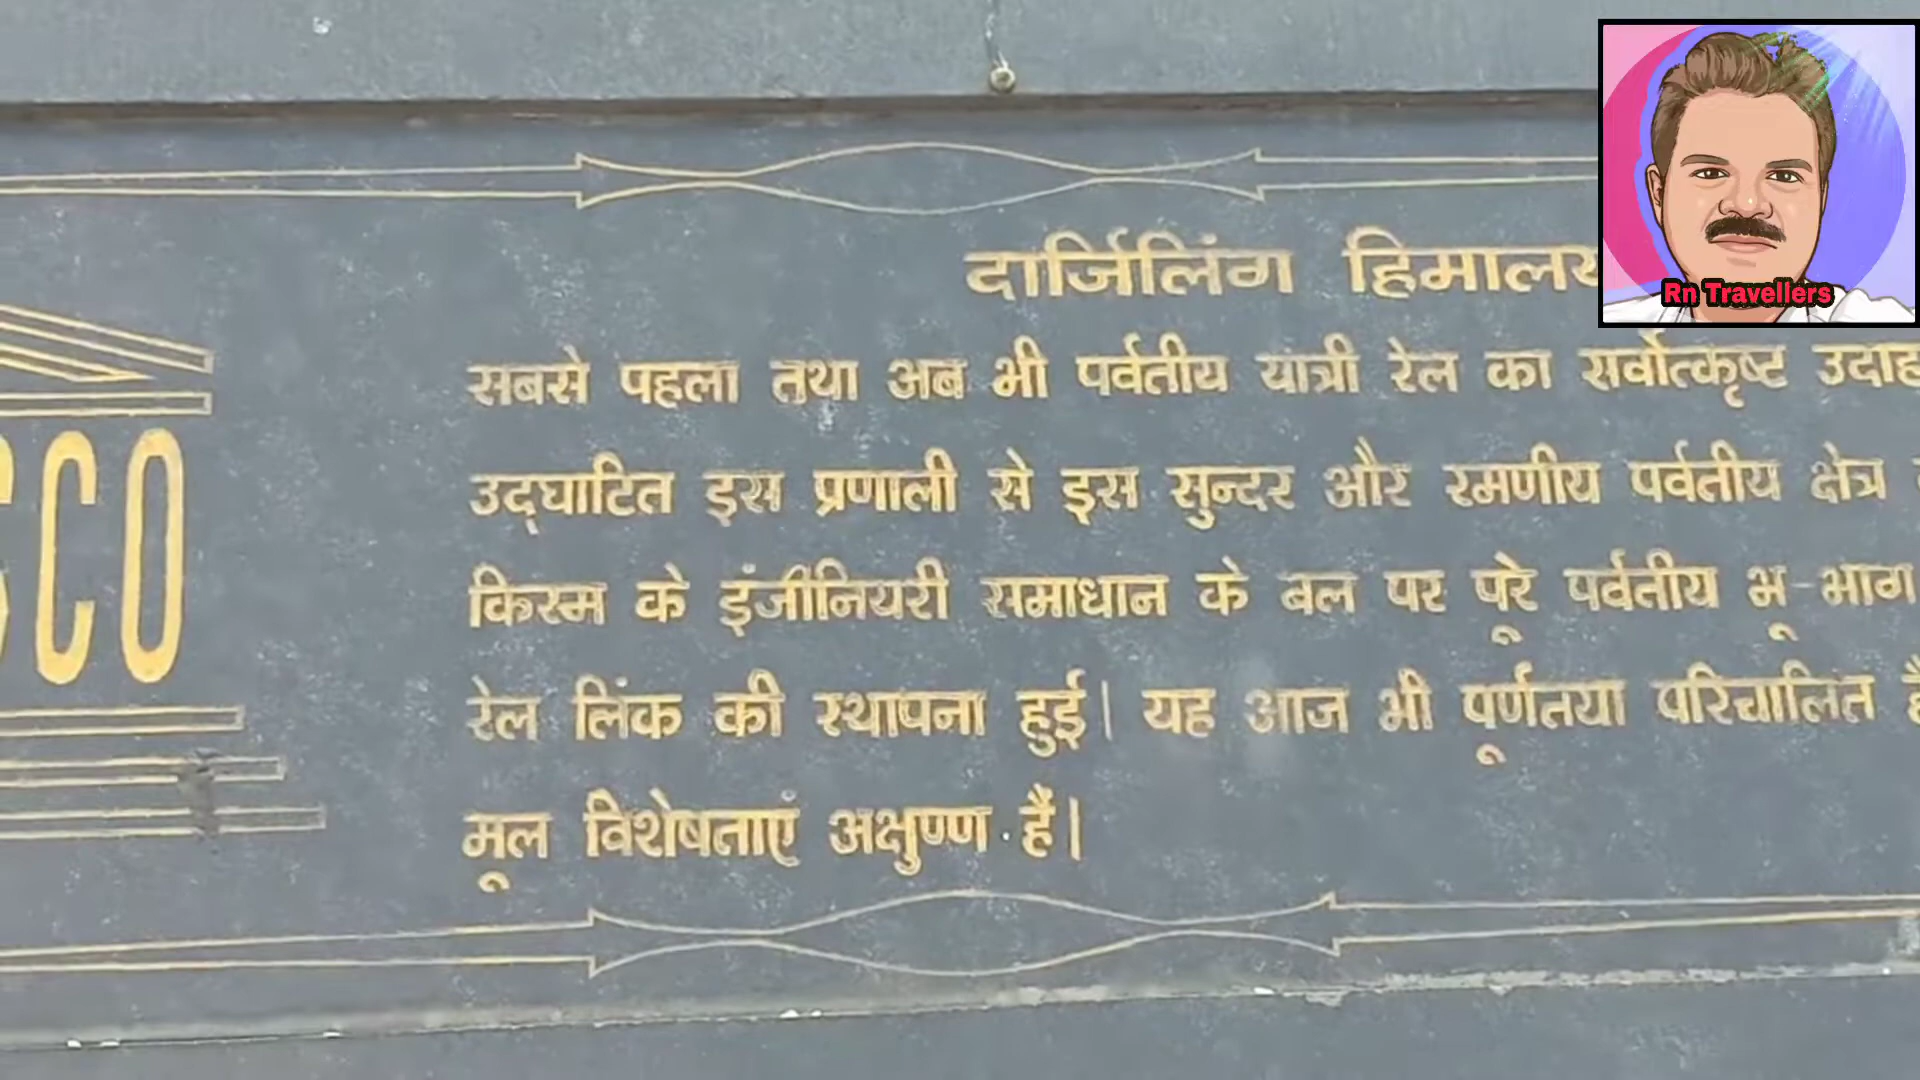 दार्जिलिंग हिमालय
सबसे पहला तथा अब भी पर्वतीय यात्री रेल का सर्वोत्कृष्ट उदाह
उद्घाटित इस प्रणाली से इस सुन्दर और रमणीय पर्वतीय क्षेत्र
किस्म के इंजीनियरी समाधान के बल पर पूरे पर्वतीय भू-भाग
रेल लिंक की स्थापना हुई। यह आज भी पूर्णतया परिचालित है
मूल विशेषताएं अक्षुण्ण हैं।
SCO
Rn Travellers